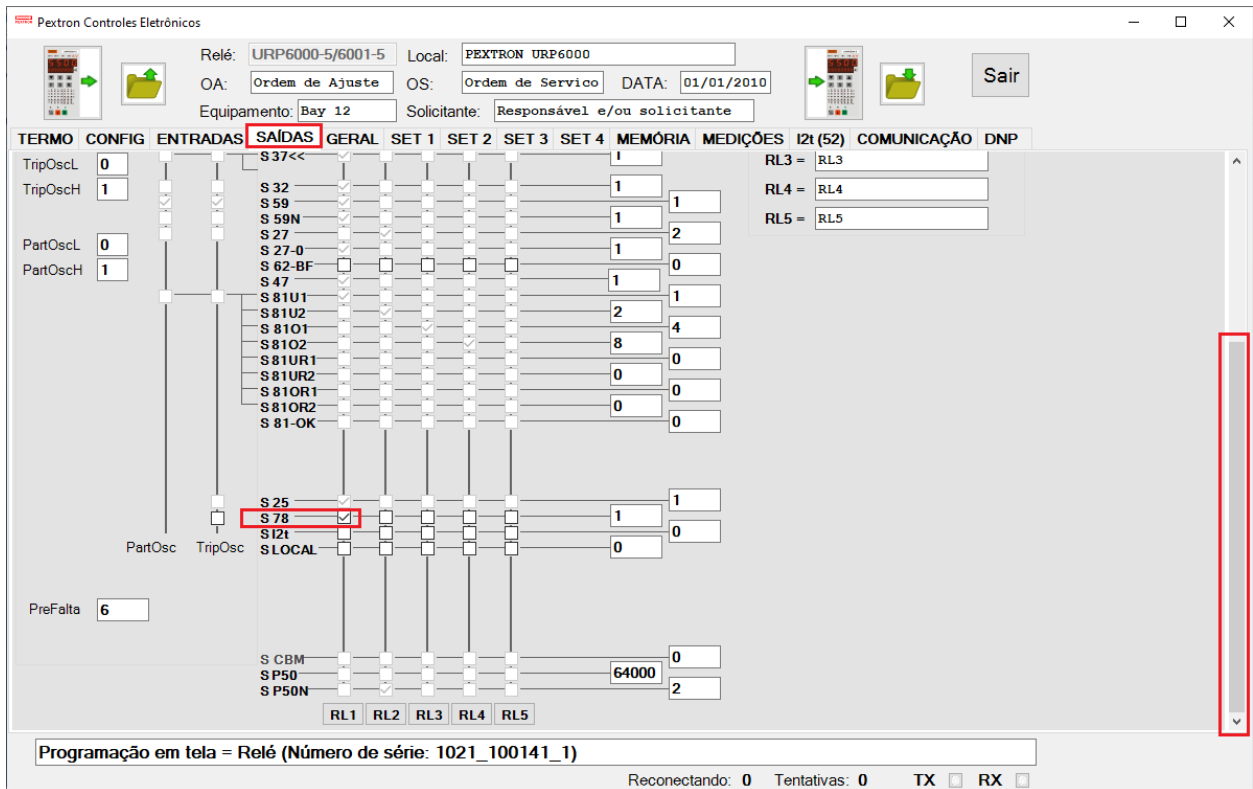 Pextron Controles Eletrônicos
Relé: URP6000-5/6001-5 Local: PEXTRON URP6000
OA: Ordem de Ajuste OS: Ordem de Servico DATA: 01/01/2010
Equipamento: Bay 12 Solicitante: Responsável e/ou solicitante
Sair
TERMO CONFIG ENTRADAS SAÍDAS GERAL SET 1 SET 2 SET 3 SET 4 MEMÓRIA MEDIÇÕES I2t (52) COMUNICAÇÃO DNP
TripOscL 0 S 37<< 1 RL3 = RL3
TripOscH 1 S 32 1 RL4 = RL4
S 59 1
S 59N 1 RL5 = RL5
S 27 2
PartOscL 0 S 27-0 1
PartOscH 1 S 62-BF 0
S 47 1
S 81U1 1
S 81U2 2
S 81O1 4
S 81O2 8
S 81UR1 0
S 81UR2 0
S 81OR1 0
S 81OR2 0
S 81-OK 0
S 25 1
S 78 1
S I2t 0
PartOsc TripOsc S LOCAL 0
PreFalta 6
S CBM 0
S P50 64000
S P50N 2
RL1 RL2 RL3 RL4 RL5
Programação em tela = Relé (Número de série: 1021_100141_1)
Reconectando: 0 Tentativas: 0 TX RX